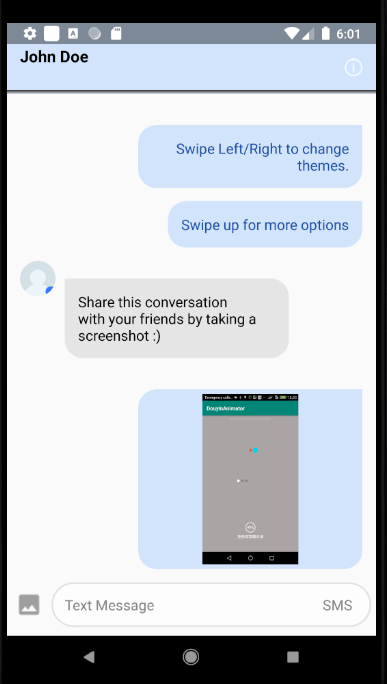 6:01
John Doe
Swipe Left/Right to change
themes.
Swipe up for more options
Share this conversation
with your friends by taking a
screenshot :)
DouyinAnimator
Text Message
SMS